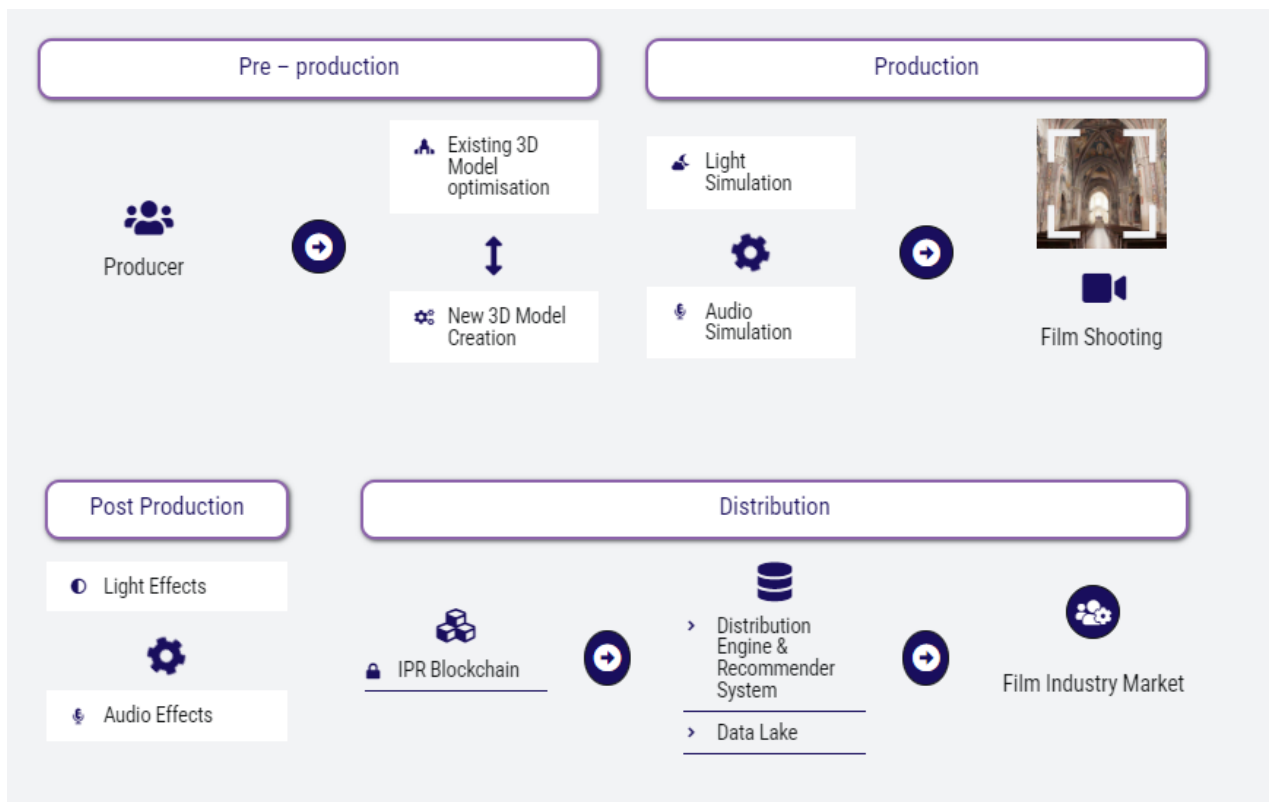 Pre – production
Production
Producer
Existing 3D
Model
optimisation
New 3D Model
Creation
Light
Simulation
Audio
Simulation
Film Shooting
Post Production
Distribution
Light Effects
Audio Effects
IPR Blockchain
Distribution
Engine &
Recommender
System
Data Lake
Film Industry Market